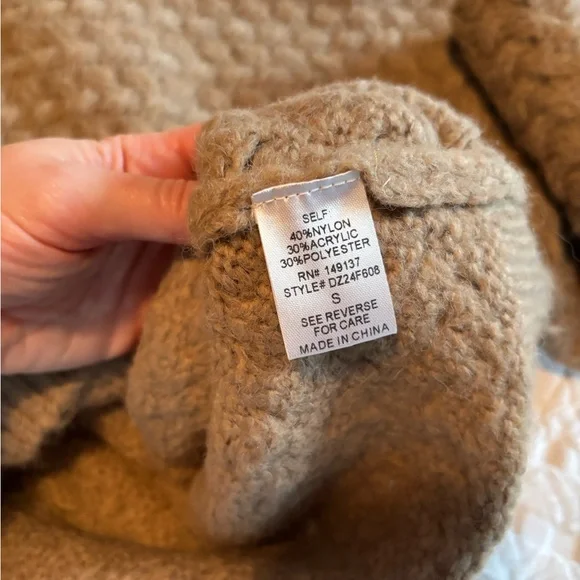 SELF
40%NYLON
30%ACRYLIC
30%POLYESTER
RN# 149137
STYLE# DZ24F608
S
SEE REVERSE
FOR CARE
MADE IN CHINA